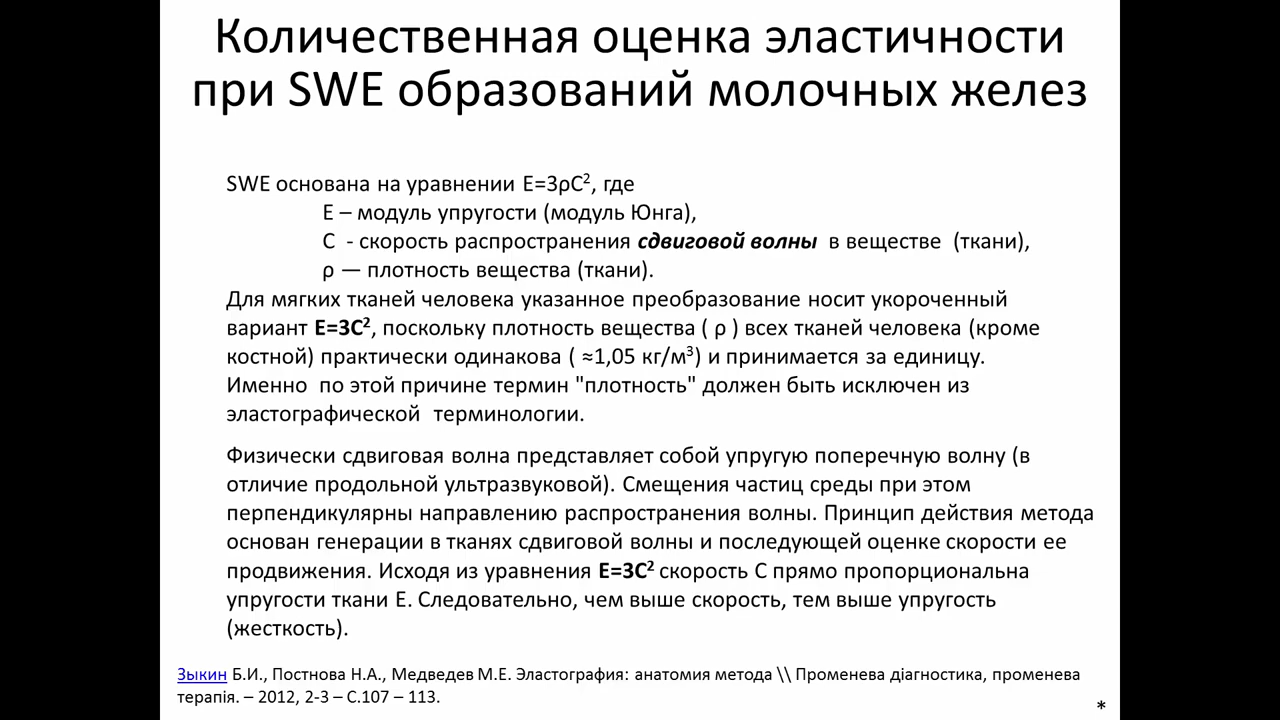 Количественная оценка эластичности
при SWE образований молочных желез
SWE основана на уравнении E=3ρC², где
E – модуль упругости (модуль Юнга),
C - скорость распространения сдвиговой волны в веществе (ткани),
ρ — плотность вещества (ткани).
Для мягких тканей человека указанное преобразование носит укороченный
вариант E=3C², поскольку плотность вещества ( ρ ) всех тканей человека (кроме
костной) практически одинакова ( ≈1,05 кг/м³) и принимается за единицу.
Именно по этой причине термин "плотность" должен быть исключен из
эластографической терминологии.
Физически сдвиговая волна представляет собой упругую поперечную волну (в
отличие продольной ультразвуковой). Смещения частиц среды при этом
перпендикулярны направлению распространения волны. Принцип действия метода
основан генерации в тканях сдвиговой волны и последующей оценке скорости ее
продвижения. Исходя из уравнения E=3C² скорость C прямо пропорциональна
упругости ткани E. Следовательно, чем выше скорость, тем выше упругость
(жесткость).
Зыкин Б.И., Постнова Н.А., Медведев М.Е. Эластография: анатомия метода \\ Променева діагностика, променева
терапія. – 2012, 2-3 – С.107 – 113.
*